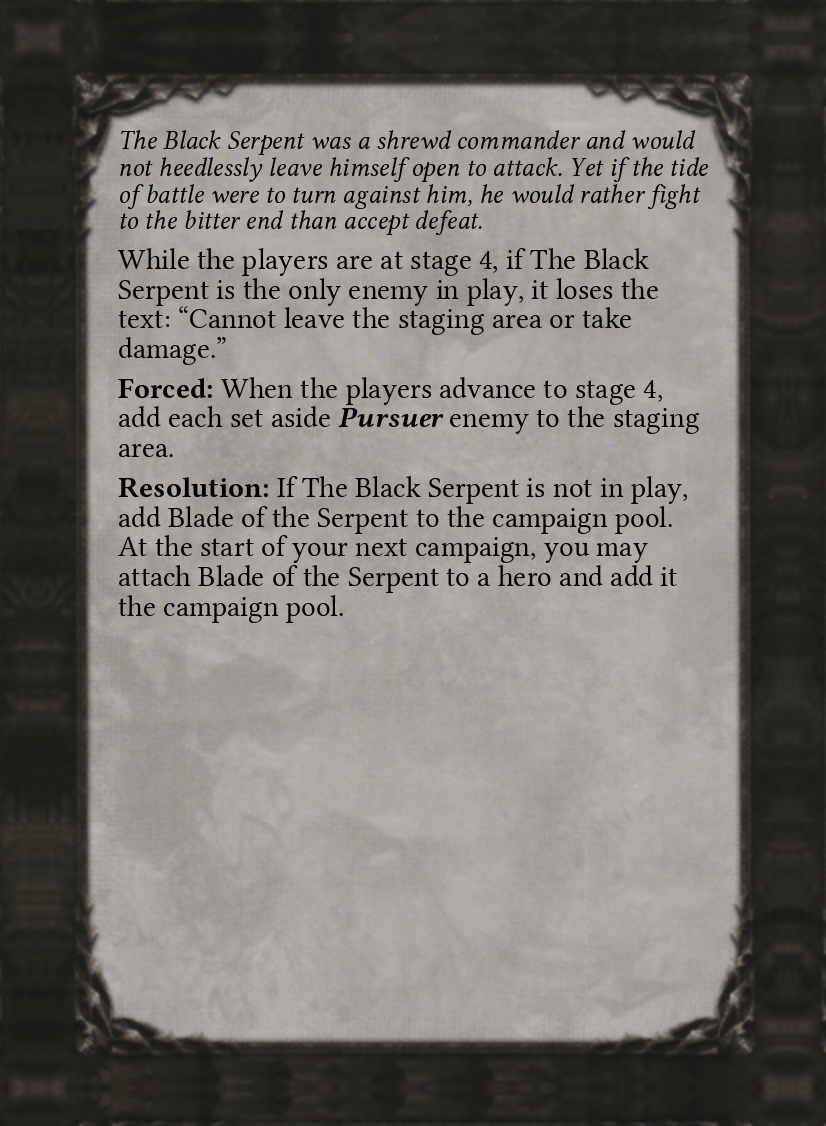 The Black Serpent was a shrewd commander and would
not heedlessly leave himself open to attack. Yet if the tide
of battle were to turn against him, he would rather fight
to the bitter end than accept defeat.
While the players are at stage 4, if The Black
Serpent is the only enemy in play, it loses the
text: “Cannot leave the staging area or take
damage.”
Forced: When the players advance to stage 4,
add each set aside Pursuer enemy to the staging
area.
Resolution: If The Black Serpent is not in play,
add Blade of the Serpent to the campaign pool.
At the start of your next campaign, you may
attach Blade of the Serpent to a hero and add it
the campaign pool.